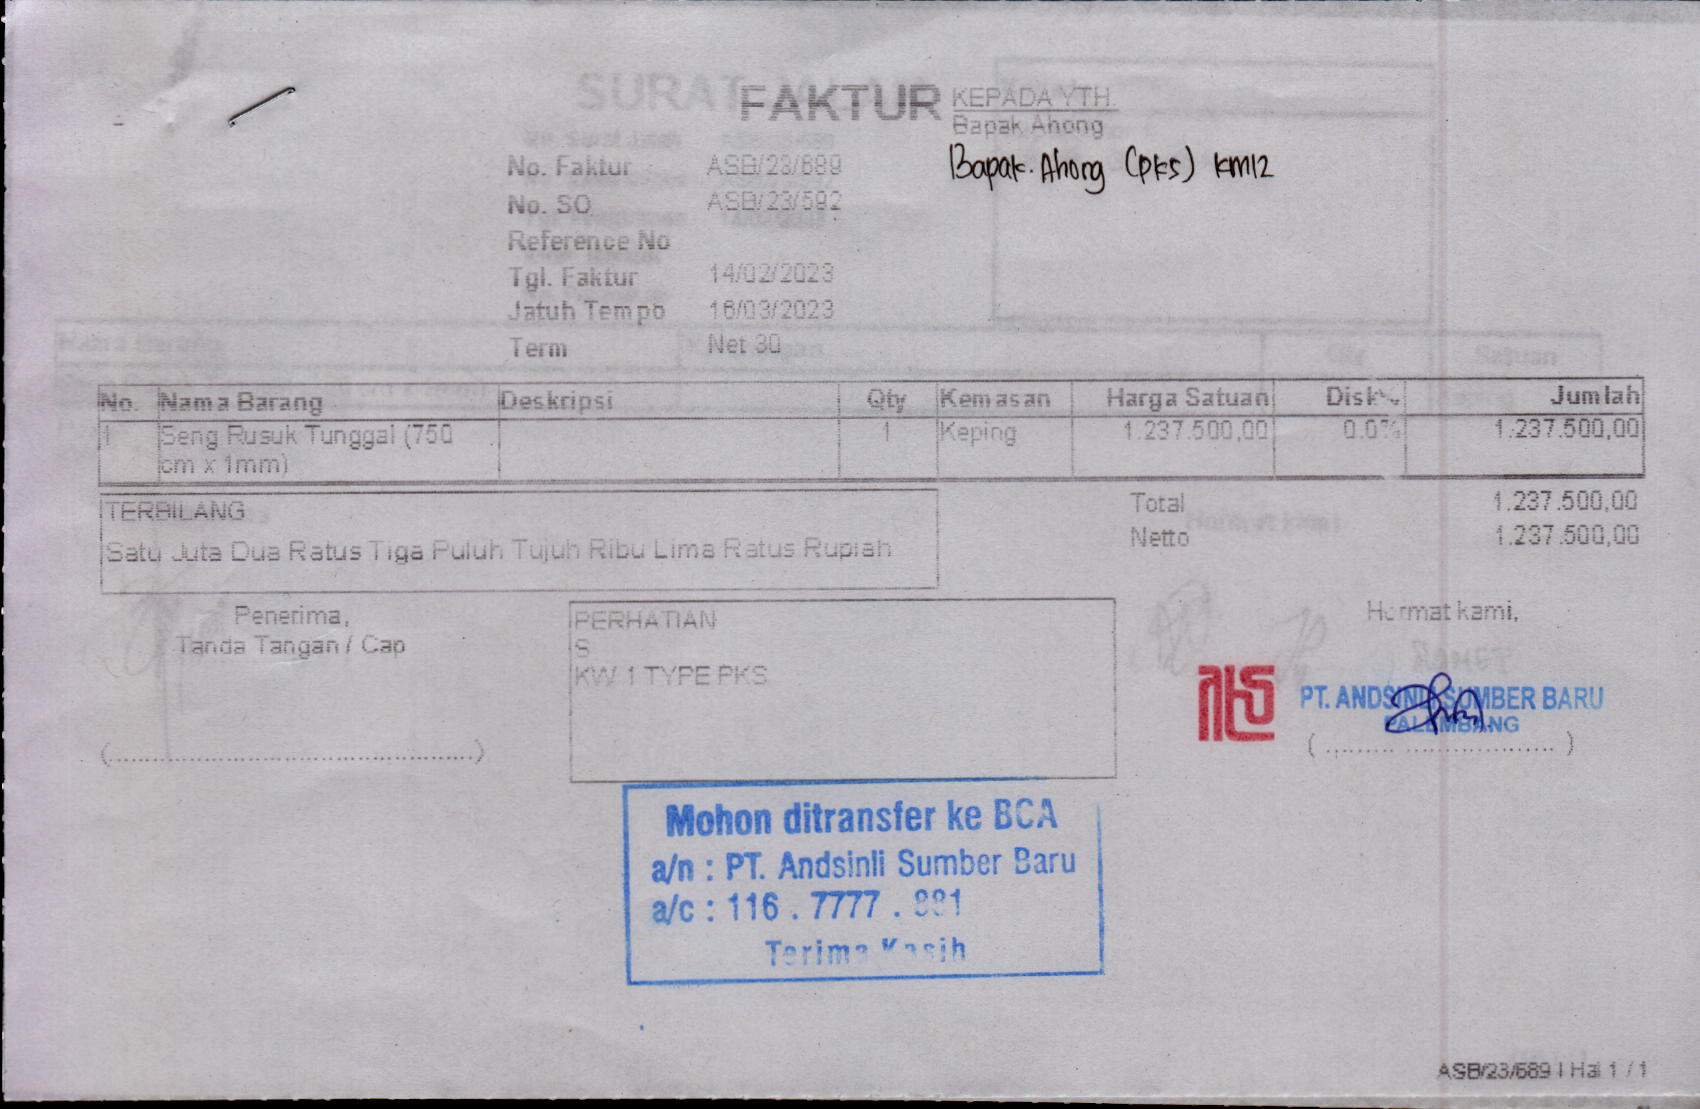 SURAT
FAKTUR
KEPADA YTH.
Bapak Ahong
Bapak. Ahong (PKS) KM12
No. Faktur ASB/23/689
No. SO ASB/23/592
Reference No
Tgl. Faktur 14/02/2023
Jatuh Tempo 16/03/2023
Term Net 30
No. Nama Barang Deskripsi Qty Kemasan Harga Satuan Disk% Jumlah
1 Seng Rusuk Tunggal (750 . 1 Keping 1.237.500,00 0.0% 1.237.500,00
cm x 1mm)
TERBILANG
Satu Juta Dua Ratus Tiga Puluh Tujuh Ribu Lima Ratus Rupiah
Total 1.237.500,00
Netto 1.237.500,00
Penerima,
Tanda Tangan / Cap
(................................................)
PERHATIAN
S
KW 1 TYPE PKS
Hormat kami,
PT. ANDSINLI SUMBER BARU
PALEMBANG
( ............................... )
Mohon ditransfer ke BCA
a/n : PT. Andsinli Sumber Baru
a/c : 116 . 7777 . 881
Terima Kasih
ASB/23/689 | Hal 1 / 1